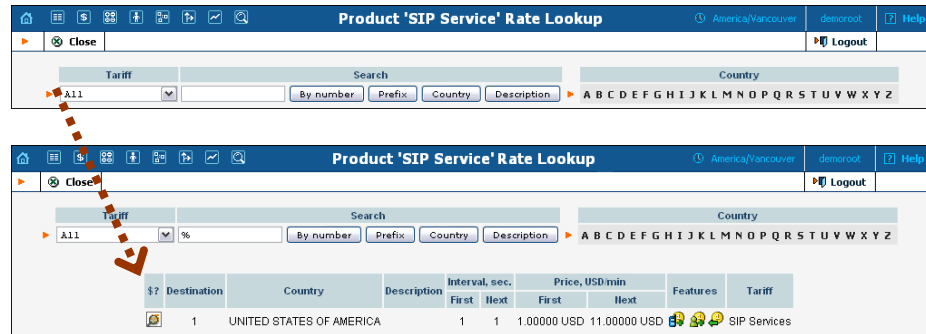 Product 'SIP Service' Rate Lookup America/Vancouver demoroot ? Help
Close Logout
Tariff Search Country
All By number Prefix Country Description A B C D E F G H I J K L M N O P Q R S T U V W X Y Z
Product 'SIP Service' Rate Lookup America/Vancouver demoroot ? Help
Close Logout
Tariff Search Country
All % By number Prefix Country Description A B C D E F G H I J K L M N O P Q R S T U V W X Y Z
$? Destination Country Description Interval, sec. Price, USD/min Features Tariff
First Next First Next
1 UNITED STATES OF AMERICA 1 1 1.00000 USD 11.00000 USD SIP Services